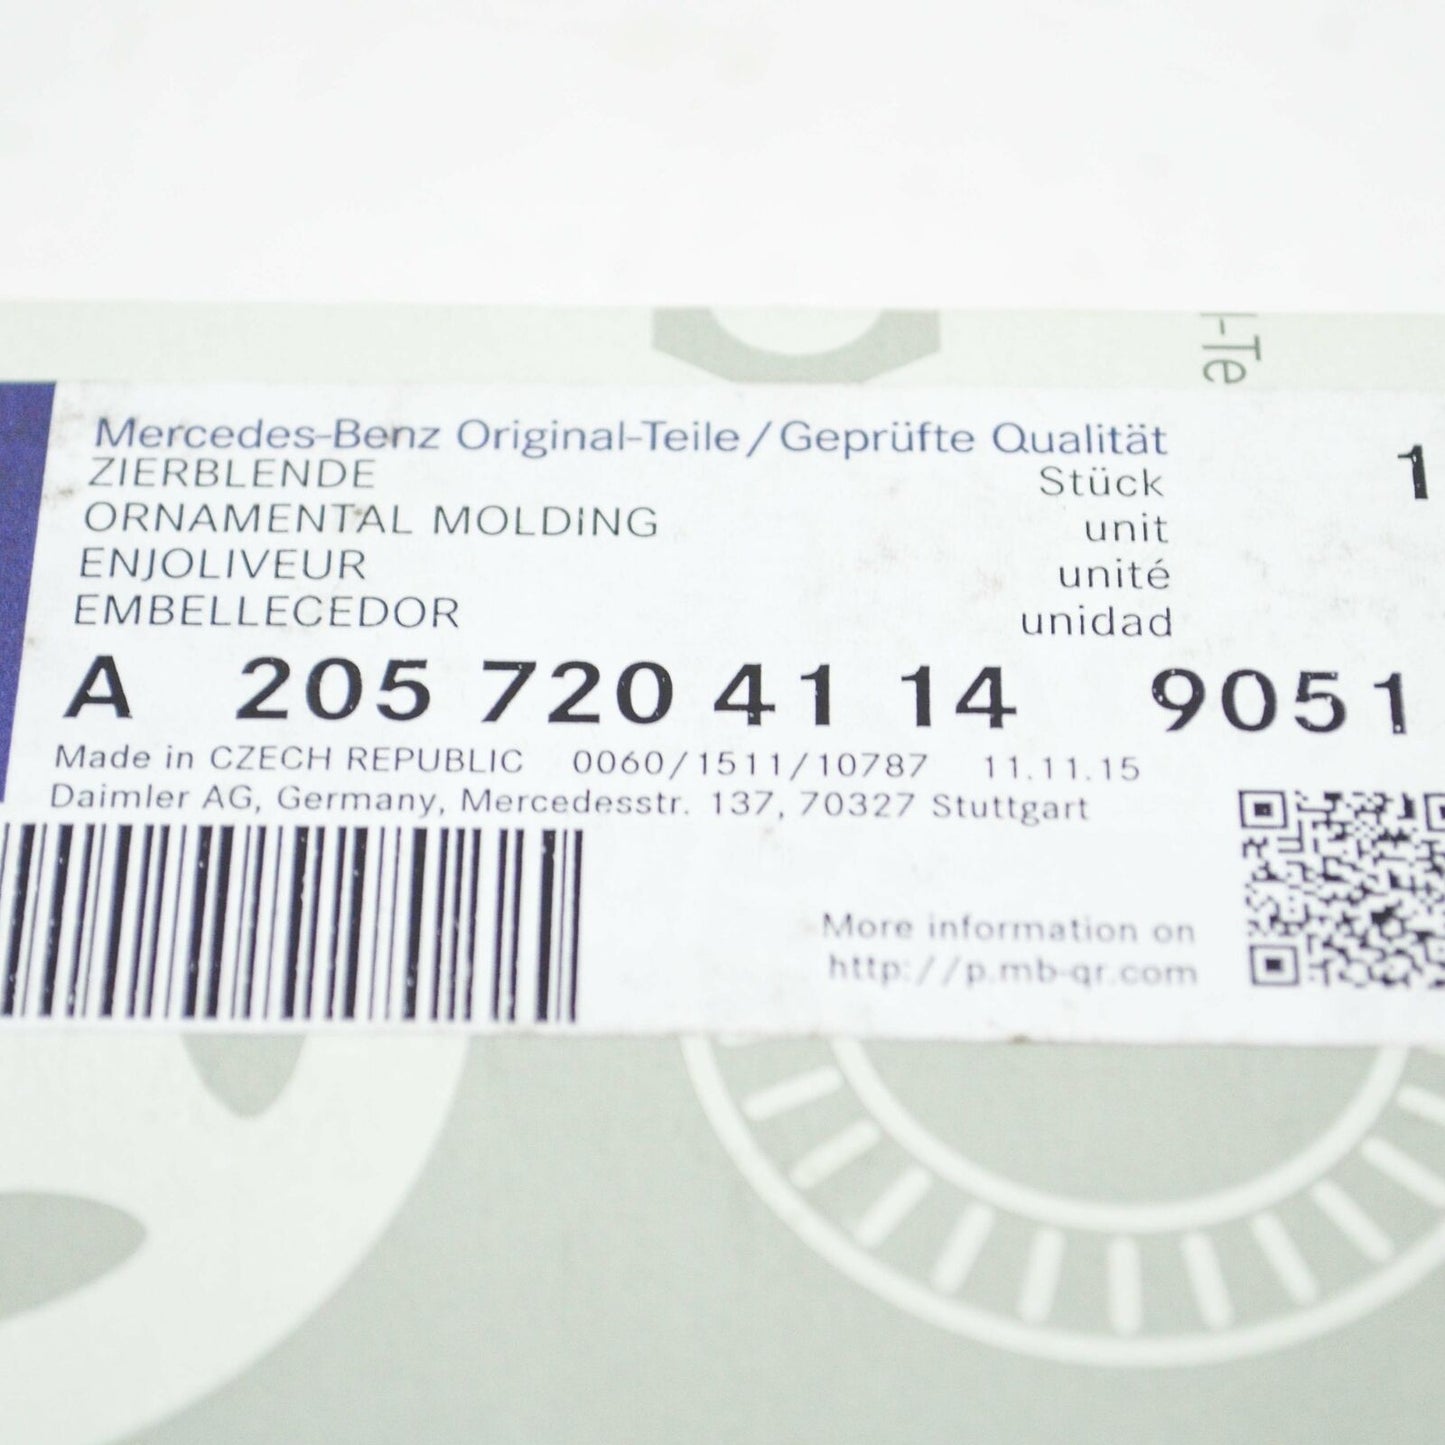 l-Te
Mercedes-Benz Original-Teile/Geprüfte Qualität
ZIERBLENDE Stück 1
ORNAMENTAL MOLDING unit
ENJOLIVEUR unité
EMBELLECEDOR unidad
A 205 720 41 14 9051
Made in CZECH REPUBLIC 0060/1511/10787 11.11.15
Daimler AG, Germany, Mercedesstr. 137, 70327 Stuttgart
More information on
http://p.mb-qr.com